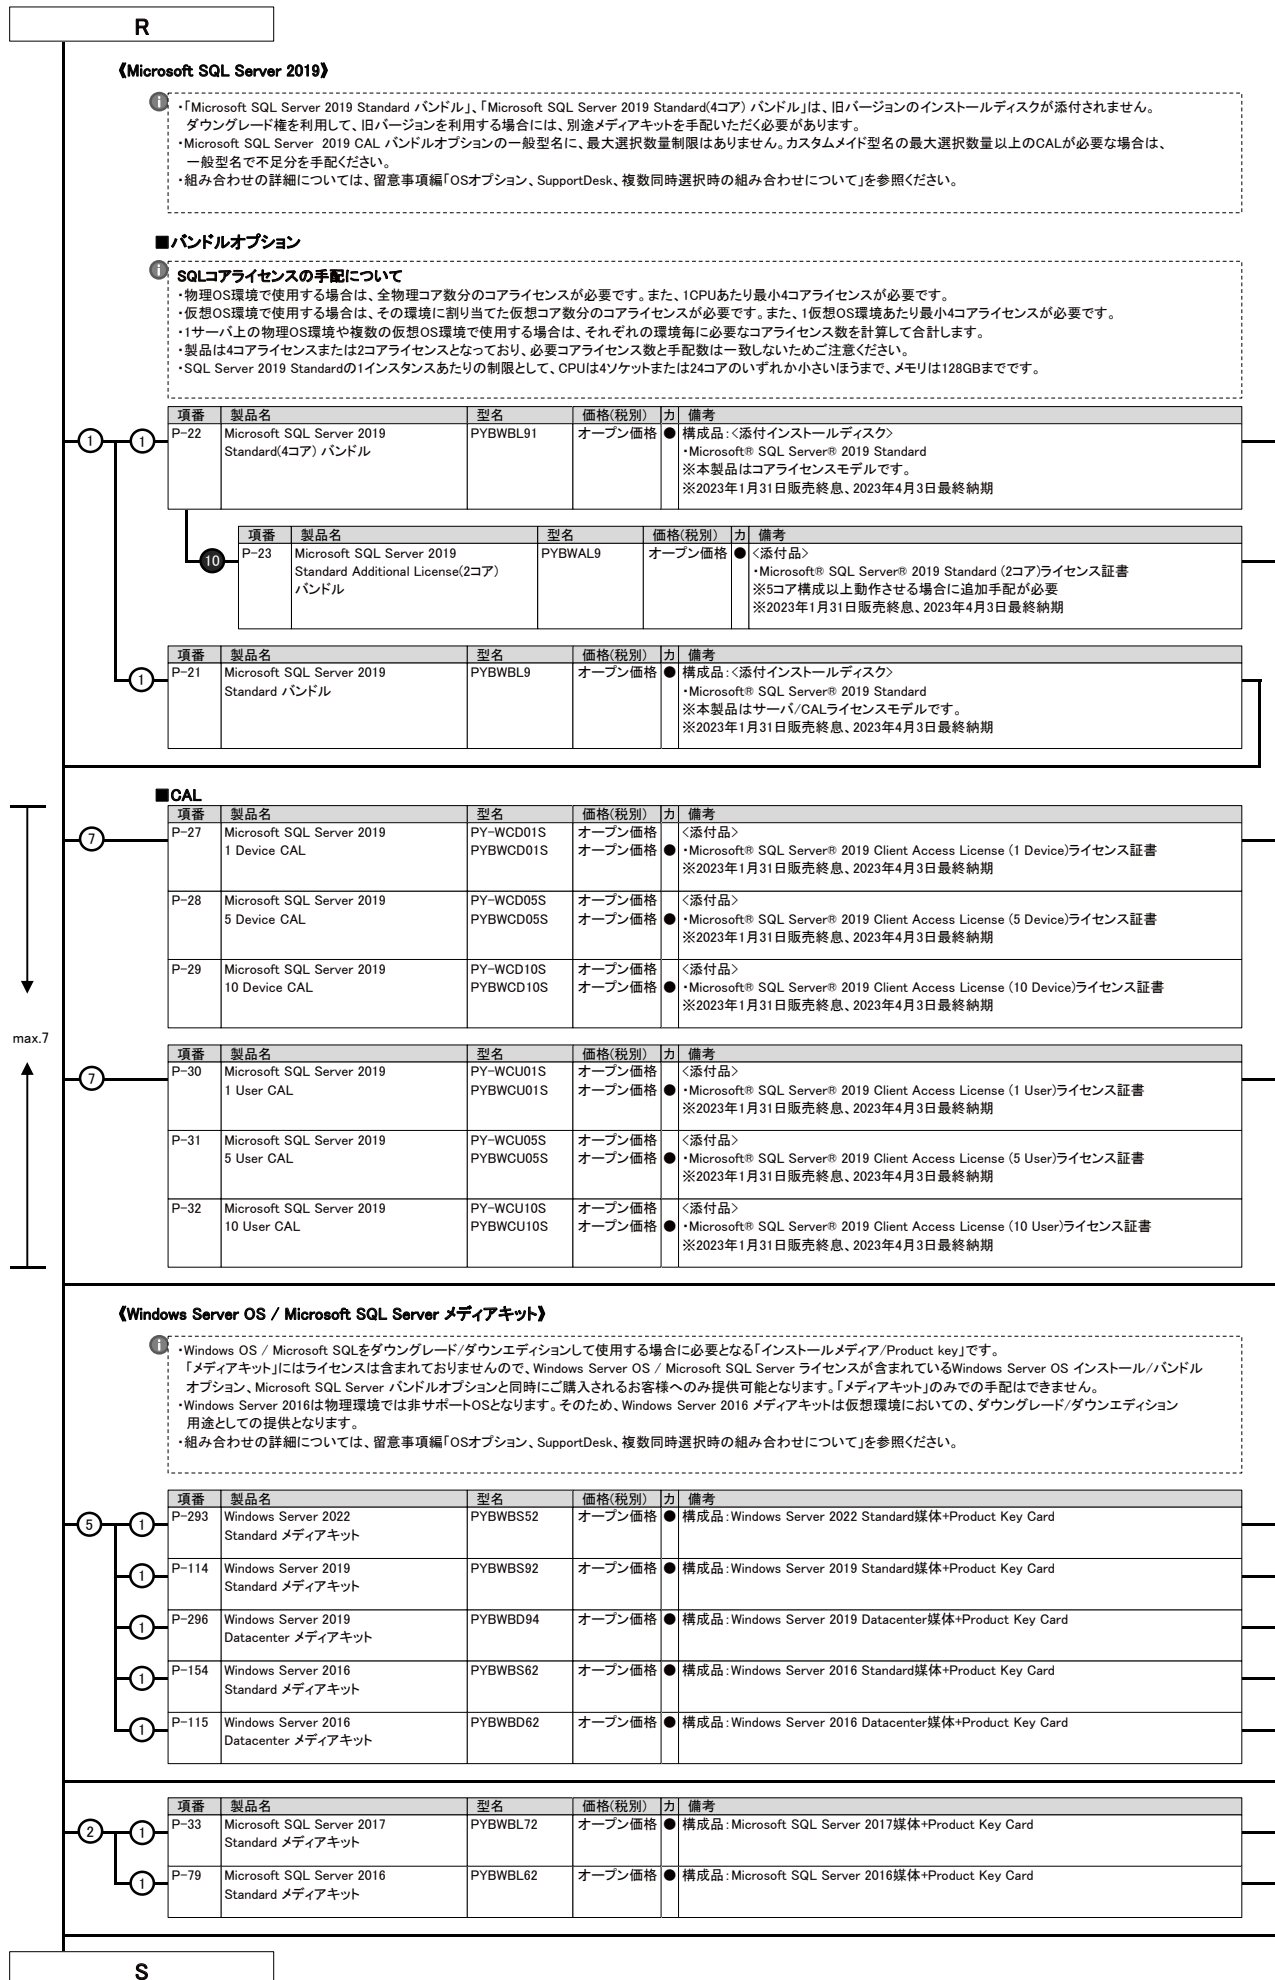 R
《Microsoft SQL Server 2019》
・「Microsoft SQL Server 2019 Standard バンドル」、「Microsoft SQL Server 2019 Standard(4コア) バンドル」は、旧バージョンのインストールディスクが添付されません。
ダウングレード権を利用して、旧バージョンを利用する場合には、別途メディアキットを手配いただく必要があります。
・Microsoft SQL Server 2019 CAL バンドルオプションの一般型名に、最大選択数量制限はありません。カスタムメイド型名の最大選択数量以上のCALが必要な場合は、
一般型名で不足分を手配ください。
・組み合わせの詳細については、留意事項編「OSオプション、SupportDesk、複数同時選択時の組み合わせについて」を参照ください。
■バンドルオプション
SQLコアライセンスの手配について
・物理OS環境で使用する場合は、全物理コア数分のコアライセンスが必要です。また、1CPUあたり最小4コアライセンスが必要です。
・仮想OS環境で使用する場合は、その環境に割り当てた仮想コア数分のコアライセンスが必要です。また、1仮想OS環境あたり最小4コアライセンスが必要です。
・1サーバ上の物理OS環境や複数の仮想OS環境で使用する場合は、それぞれの環境毎に必要なコアライセンス数を計算して合計します。
・製品は4コアライセンスまたは2コアライセンスとなっており、必要コアライセンス数と手配数は一致しないためご注意ください。
・SQL Server 2019 Standardの1インスタンスあたりの制限として、CPUは4ソケットまたは24コアのいずれか小さいほうまで、メモリは128GBまでです。
項番 製品名 型名 価格(税別) カ 備考
1 1 P-22 Microsoft SQL Server 2019 PYBWBL91 オープン価格 ● 構成品:<添付インストールディスク>
Standard(4コア) バンドル ・Microsoft® SQL Server® 2019 Standard
※本製品はコアライセンスモデルです。
※2023年1月31日販売終息、2023年4月3日最終納期
項番 製品名 型名 価格(税別) カ 備考
10 P-23 Microsoft SQL Server 2019 PYBWAL9 オープン価格 ● <添付品>
Standard Additional License(2コア) ・Microsoft® SQL Server® 2019 Standard (2コア)ライセンス証書
バンドル ※5コア構成以上動作させる場合に追加手配が必要
※2023年1月31日販売終息、2023年4月3日最終納期
項番 製品名 型名 価格(税別) カ 備考
1 P-21 Microsoft SQL Server 2019 PYBWBL9 オープン価格 ● 構成品:<添付インストールディスク>
Standard バンドル ・Microsoft® SQL Server® 2019 Standard
※本製品はサーバ/CALライセンスモデルです。
※2023年1月31日販売終息、2023年4月3日最終納期
■CAL
項番 製品名 型名 価格(税別) カ 備考
7 P-27 Microsoft SQL Server 2019 PY-WCD01S オープン価格 <添付品>
1 Device CAL PYBWCD01S オープン価格 ● ・Microsoft® SQL Server® 2019 Client Access License (1 Device)ライセンス証書
※2023年1月31日販売終息、2023年4月3日最終納期
P-28 Microsoft SQL Server 2019 PY-WCD05S オープン価格 <添付品>
5 Device CAL PYBWCD05S オープン価格 ● ・Microsoft® SQL Server® 2019 Client Access License (5 Device)ライセンス証書
※2023年1月31日販売終息、2023年4月3日最終納期
P-29 Microsoft SQL Server 2019 PY-WCD10S オープン価格 <添付品>
10 Device CAL PYBWCD10S オープン価格 ● ・Microsoft® SQL Server® 2019 Client Access License (10 Device)ライセンス証書
※2023年1月31日販売終息、2023年4月3日最終納期
max.7
項番 製品名 型名 価格(税別) カ 備考
7 P-30 Microsoft SQL Server 2019 PY-WCU01S オープン価格 <添付品>
1 User CAL PYBWCU01S オープン価格 ● ・Microsoft® SQL Server® 2019 Client Access License (1 User)ライセンス証書
※2023年1月31日販売終息、2023年4月3日最終納期
P-31 Microsoft SQL Server 2019 PY-WCU05S オープン価格 <添付品>
5 User CAL PYBWCU05S オープン価格 ● ・Microsoft® SQL Server® 2019 Client Access License (5 User)ライセンス証書
※2023年1月31日販売終息、2023年4月3日最終納期
P-32 Microsoft SQL Server 2019 PY-WCU10S オープン価格 <添付品>
10 User CAL PYBWCU10S オープン価格 ● ・Microsoft® SQL Server® 2019 Client Access License (10 User)ライセンス証書
※2023年1月31日販売終息、2023年4月3日最終納期
《Windows Server OS / Microsoft SQL Server メディアキット》
・Windows OS / Microsoft SQLをダウングレード/ダウンエディションして使用する場合に必要となる「インストールメディア/Product key」です。
「メディアキット」にはライセンスは含まれておりませんので、Windows Server OS / Microsoft SQL Server ライセンスが含まれているWindows Server OS インストール/バンドル
オプション、Microsoft SQL Server バンドルオプションと同時にご購入されるお客様へのみ提供可能となります。「メディアキット」のみでの手配はできません。
・Windows Server 2016は物理環境では非サポートOSとなります。そのため、Windows Server 2016 メディアキットは仮想環境においての、ダウングレード/ダウンエディション
用途としての提供となります。
・組み合わせの詳細については、留意事項編「OSオプション、SupportDesk、複数同時選択時の組み合わせについて」を参照ください。
項番 製品名 型名 価格(税別) カ 備考
5 1 P-293 Windows Server 2022 PYBWBS52 オープン価格 ● 構成品:Windows Server 2022 Standard媒体+Product Key Card
Standard メディアキット
1 P-114 Windows Server 2019 PYBWBS92 オープン価格 ● 構成品:Windows Server 2019 Standard媒体+Product Key Card
Standard メディアキット
1 P-296 Windows Server 2019 PYBWBD94 オープン価格 ● 構成品:Windows Server 2019 Datacenter媒体+Product Key Card
Datacenter メディアキット
1 P-154 Windows Server 2016 PYBWBS62 オープン価格 ● 構成品:Windows Server 2016 Standard媒体+Product Key Card
Standard メディアキット
1 P-115 Windows Server 2016 PYBWBD62 オープン価格 ● 構成品:Windows Server 2016 Datacenter媒体+Product Key Card
Datacenter メディアキット
項番 製品名 型名 価格(税別) カ 備考
2 1 P-33 Microsoft SQL Server 2017 PYBWBL72 オープン価格 ● 構成品:Microsoft SQL Server 2017媒体+Product Key Card
Standard メディアキット
1 P-79 Microsoft SQL Server 2016 PYBWBL62 オープン価格 ● 構成品:Microsoft SQL Server 2016媒体+Product Key Card
Standard メディアキット
S